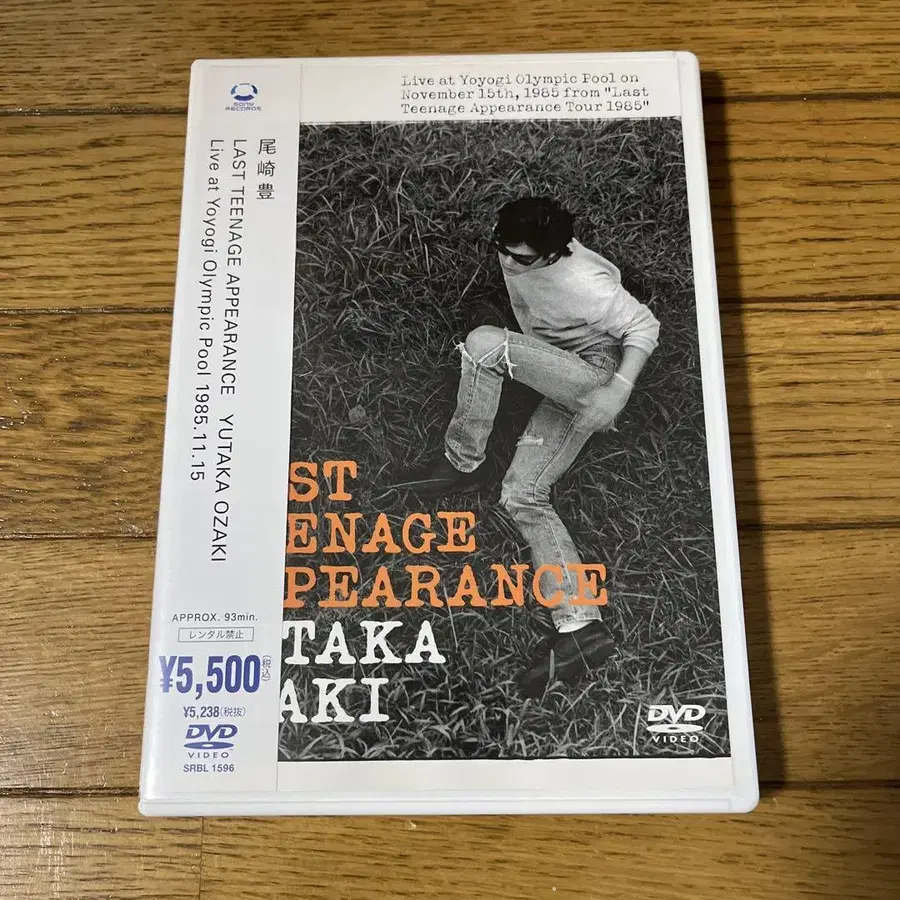 SONY
RECORDS
尾崎豊
LAST TEENAGE APPEARANCE YUTAKA OZAKI
Live at Yoyogi Olympic Pool 1985.11.15
APPROX. 93min.
レンタル禁止
¥5,500(税込)
¥5,238(税抜)
DVD
VIDEO
SRBL 1596
Live at Yoyogi Olympic Pool on
November 15th, 1985 from "Last
Teenage Appearance Tour 1985"
ST
ENAGE
PEARANCE
TAKA
AKI
DVD
VIDEO